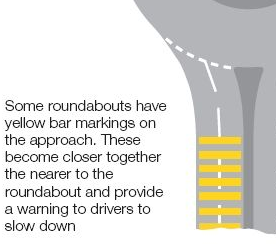 Some roundabouts have
yellow bar markings on
the approach. These
become closer together
the nearer to the
roundabout and provide
a warning to drivers to
slow down